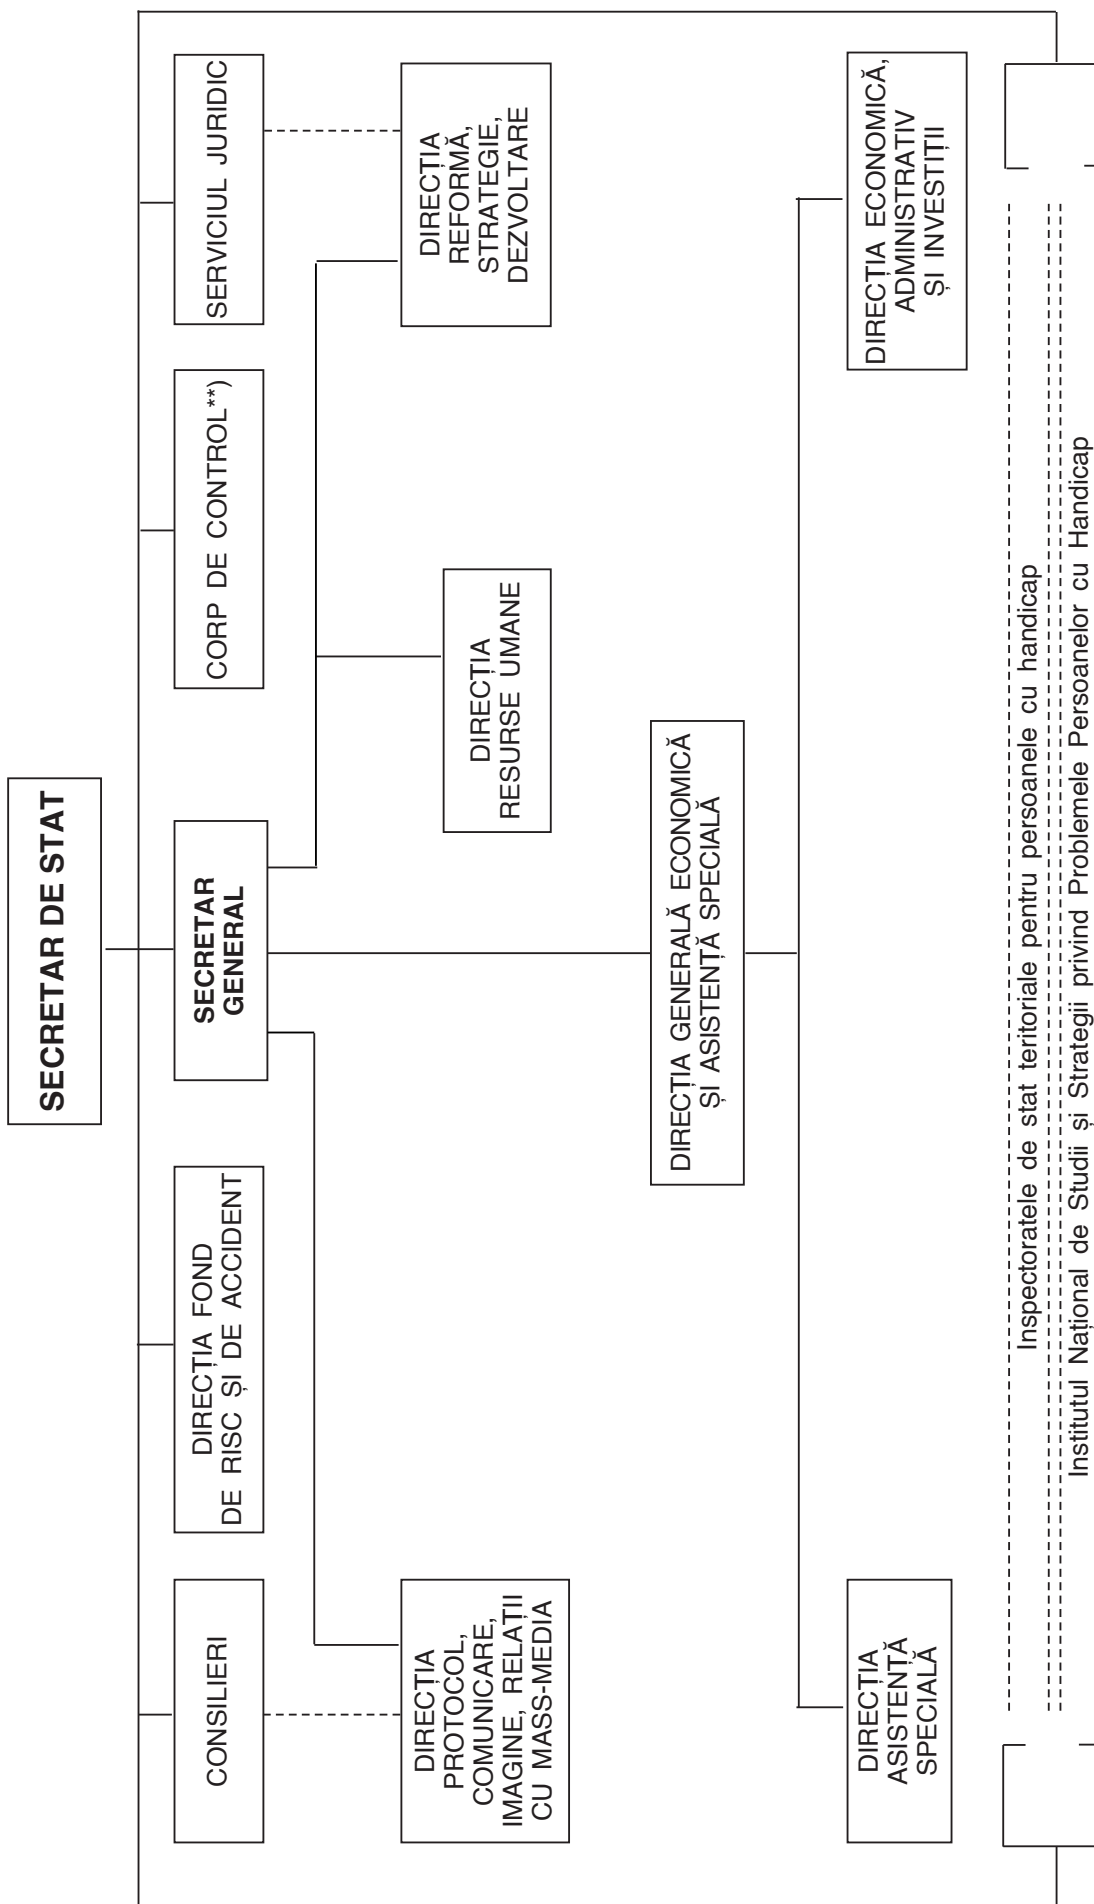 SECRETAR DE STAT
CONSILIERI
DIRECȚIA FOND
DE RISC ȘI DE ACCIDENT
SECRETAR
GENERAL
CORP DE CONTROL**)
SERVICIUL JURIDIC
DIRECȚIA
PROTOCOL,
COMUNICARE,
IMAGINE, RELAȚII
CU MASS-MEDIA
DIRECȚIA
RESURSE UMANE
DIRECȚIA
REFORMĂ,
STRATEGIE,
DEZVOLTARE
DIRECȚIA GENERALĂ ECONOMICĂ
ȘI ASISTENȚĂ SPECIALĂ
DIRECȚIA
ASISTENȚĂ
SPECIALĂ
DIRECȚIA ECONOMICĂ,
ADMINISTRATIV
ȘI INVESTIȚII
Inspectoratele de stat teritoriale pentru persoanele cu handicap
Institutul Național de Studii și Strategii privind Problemele Persoanelor cu Handicap